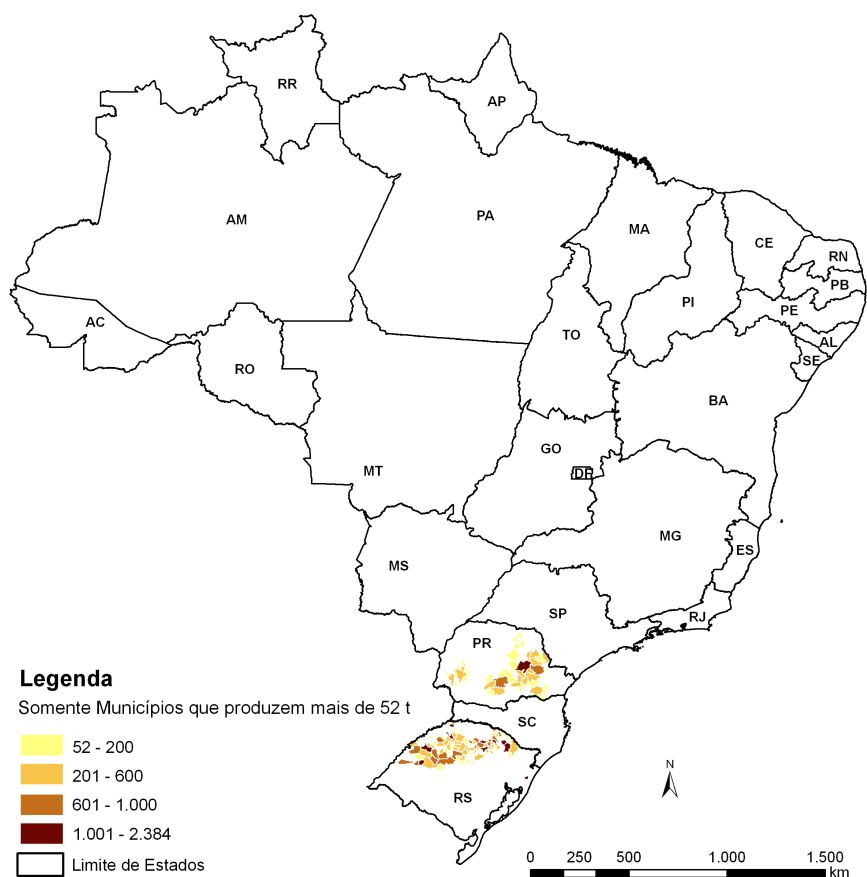 RR
AP
AM
PA
MA
CE
RN
PB
PI
PE
AC
TO
AL
SE
RO
BA
GO
DF
MT
MG
ES
MS
SP
RJ
PR
SC
RS
Legenda
Somente Municípios que produzem mais de 52 t
52 - 200
201 - 600
601 - 1.000
1.001 - 2.384
Limite de Estados
N
0 250 500 1.000 1.500
km